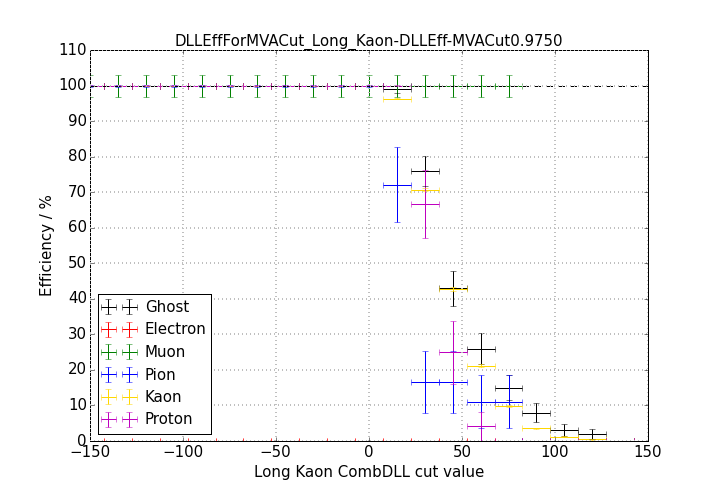 DLLEffForMVACut_Long_Kaon-DLLEff-MVACut0.9750
110
100
90
80
70
60
50
40
30
20
10
0
Efficiency / %
Ghost
Electron
Muon
Pion
Kaon
Proton
−150 −100 −50 0 50 100 150
Long Kaon CombDLL cut value